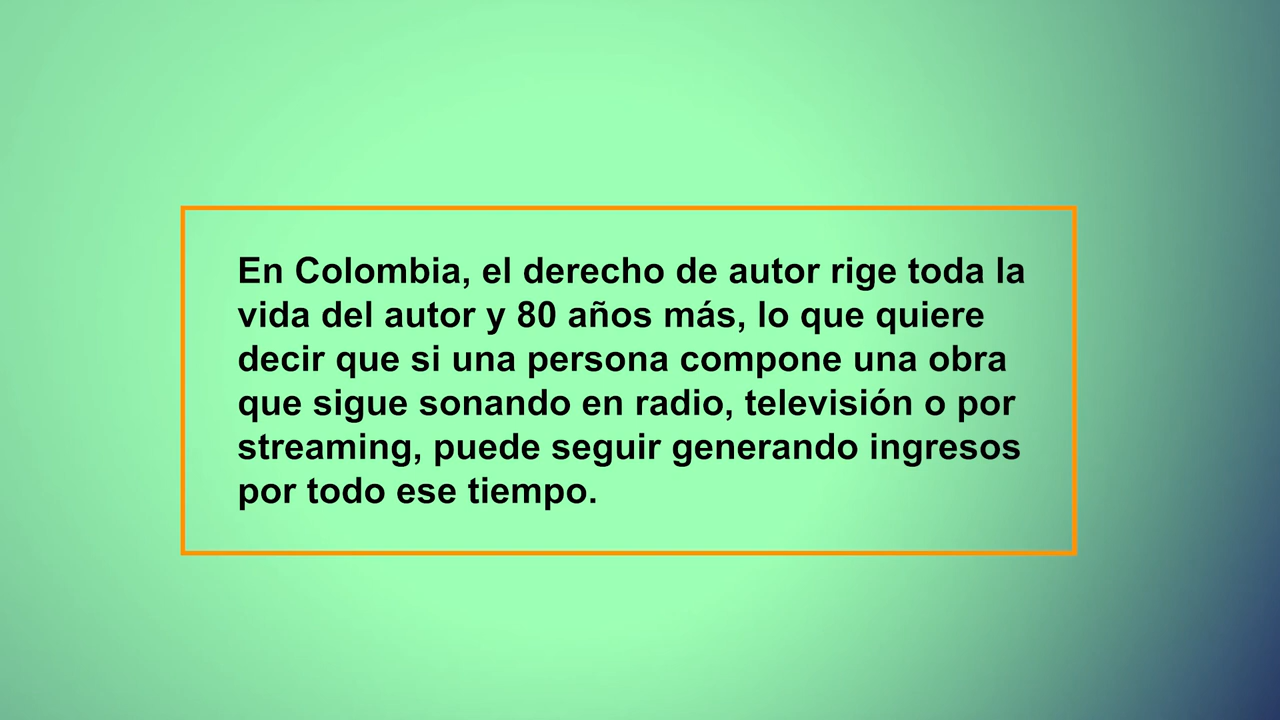 En Colombia, el derecho de autor rige toda la
vida del autor y 80 años más, lo que quiere
decir que si una persona compone una obra
que sigue sonando en radio, televisión o por
streaming, puede seguir generando ingresos
por todo ese tiempo.